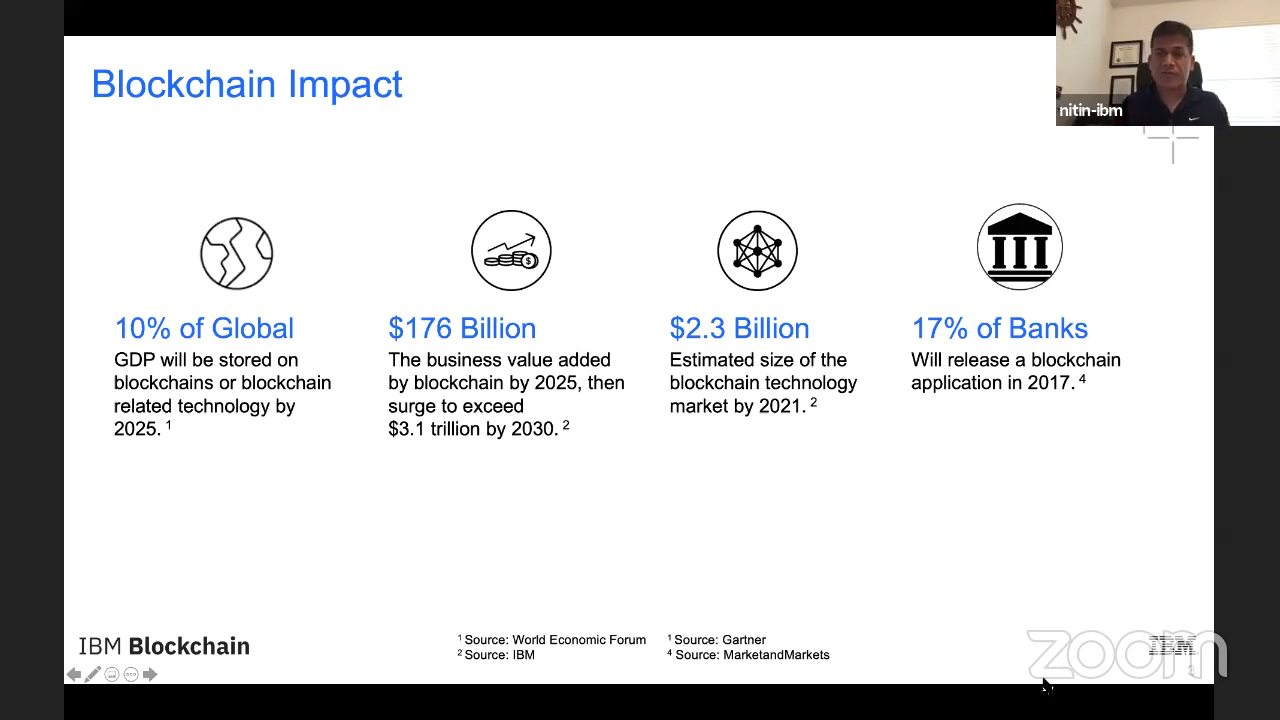 Blockchain Impact
nitin-ibm
10% of Global
GDP will be stored on
blockchains or blockchain
related technology by
2025. 1
$176 Billion
The business value added
by blockchain by 2025, then
surge to exceed
$3.1 trillion by 2030. 2
$2.3 Billion
Estimated size of the
blockchain technology
market by 2021. 2
17% of Banks
Will release a blockchain
application in 2017. 4
IBM Blockchain
1 Source: World Economic Forum
2 Source: IBM
1 Source: Gartner
4 Source: MarketandMarkets
zoom
IBM
3